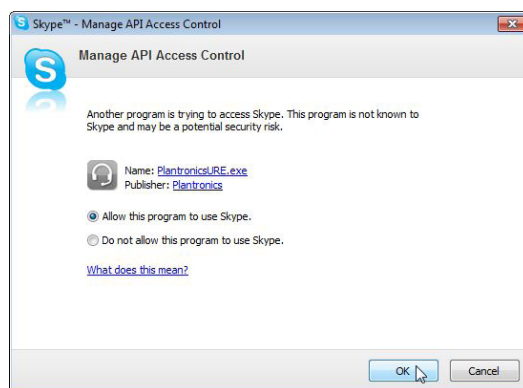 Skype™ - Manage API Access Control
Manage API Access Control
Another program is trying to access Skype. This program is not known to
Skype and may be a potential security risk.
Name: PlantronicsURE.exe
Publisher: Plantronics
Allow this program to use Skype.
Do not allow this program to use Skype.
What does this mean?
OK
Cancel